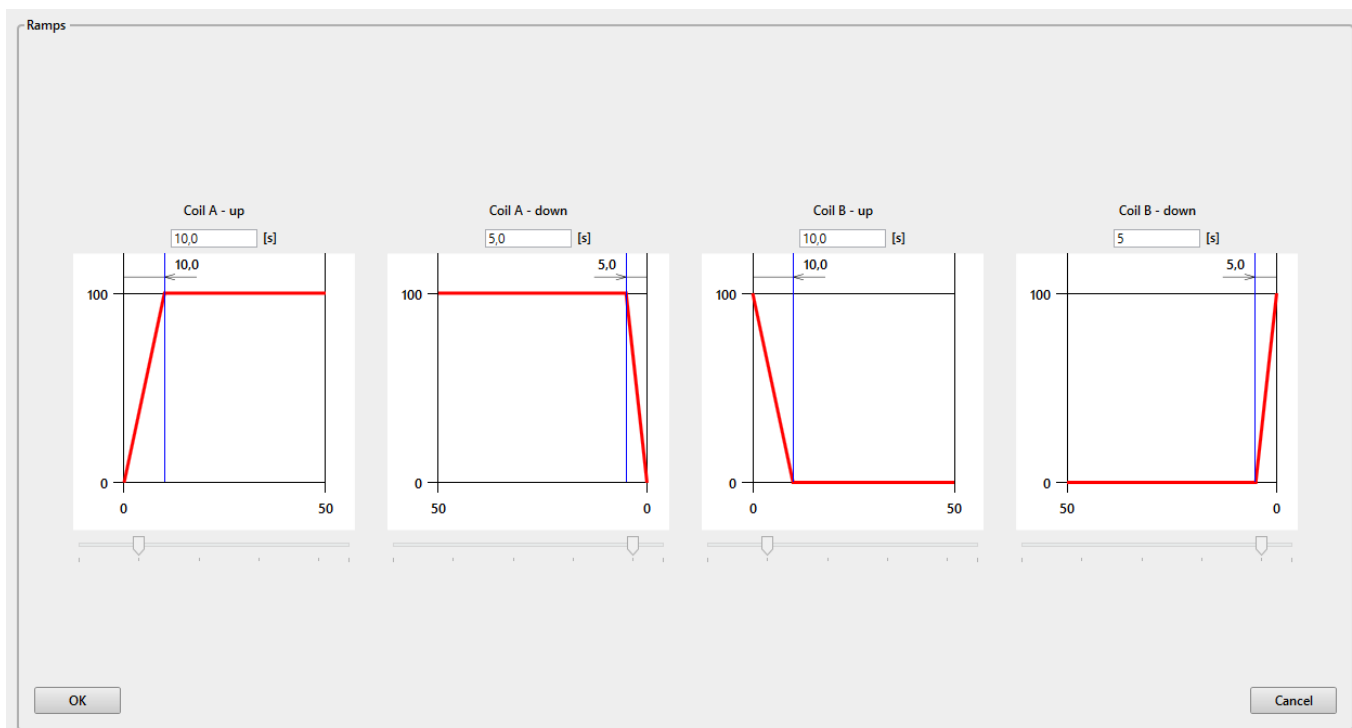 Ramps
Coil A - up
10,0 [s]
10,0
100
0
0 50
Coil A - down
5,0 [s]
5,0
100
0
50 0
Coil B - up
10,0 [s]
10,0
100
0
0 50
Coil B - down
5 [s]
5,0
100
0
50 0
OK
Cancel